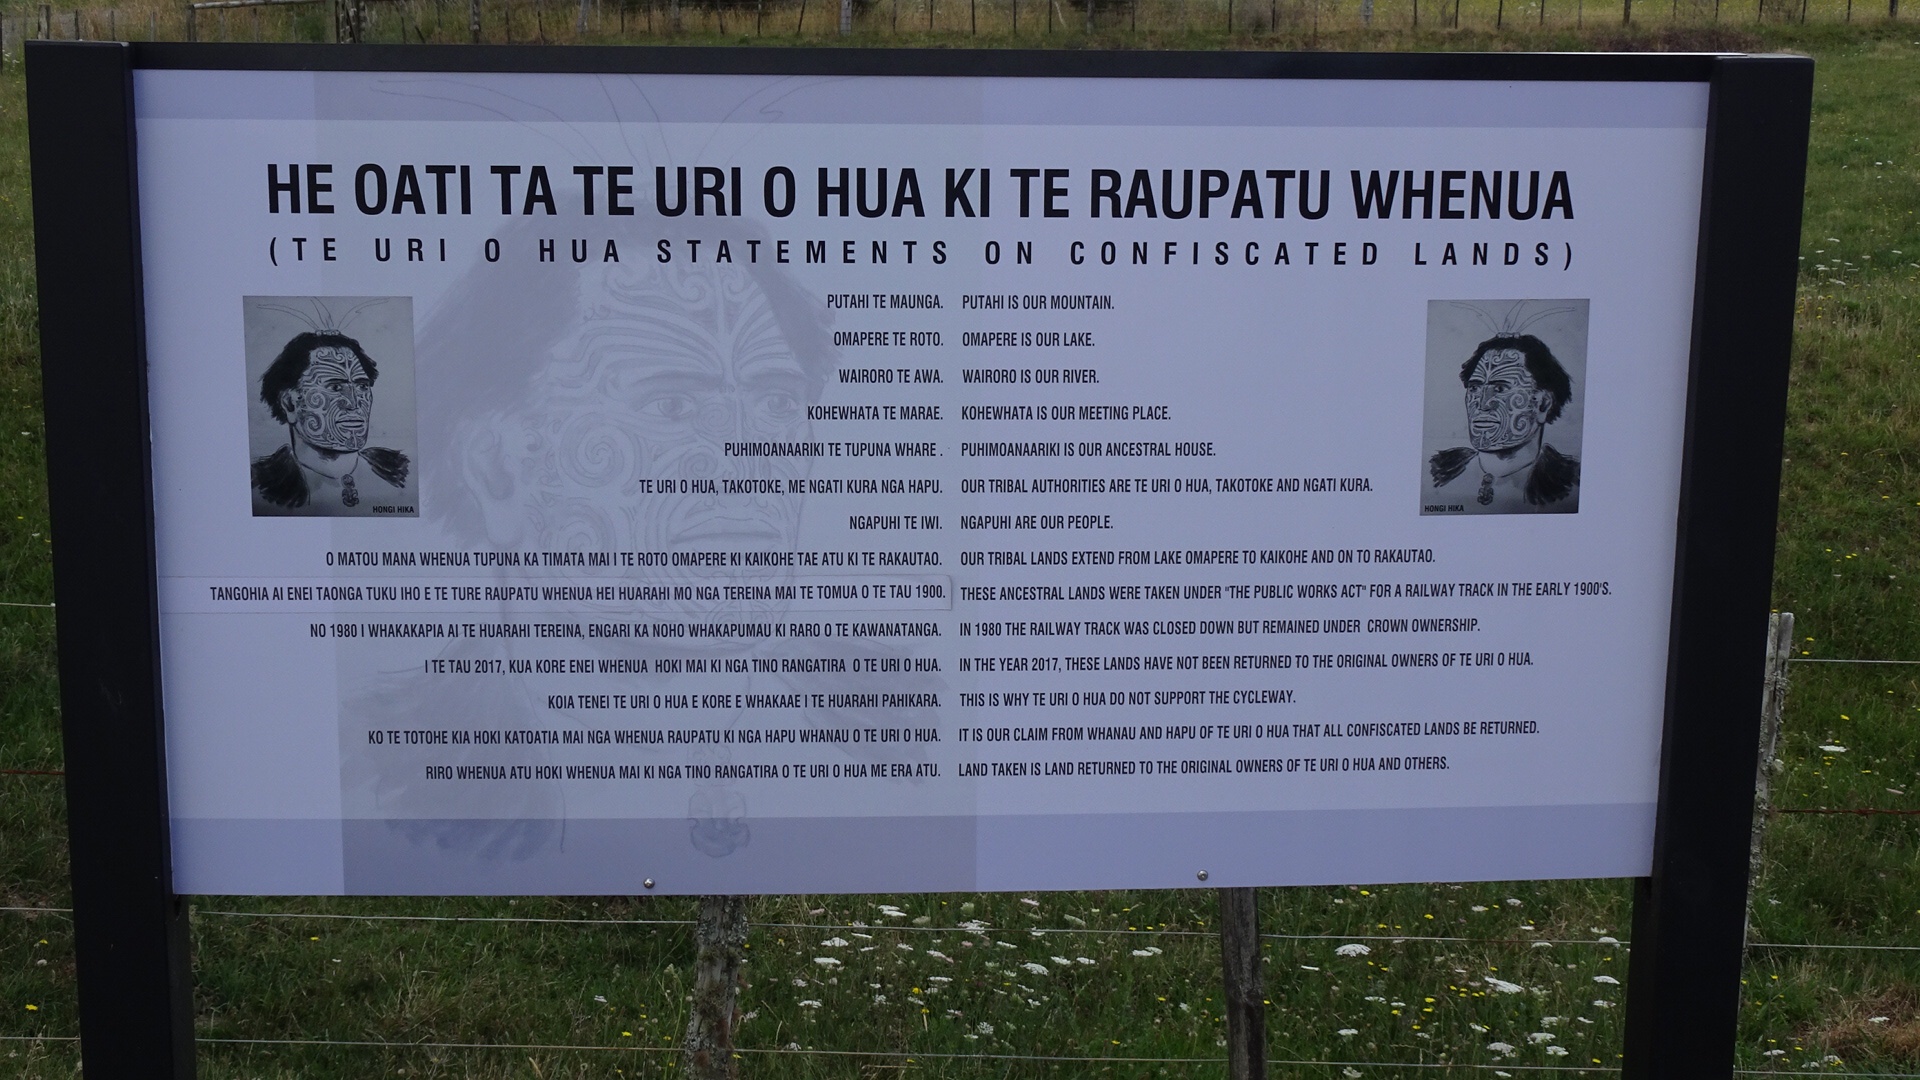 HE OATI TA TE URI O HUA KI TE RAUPATU WHENUA
(TE URI O HUA STATEMENTS ON CONFISCATED LANDS)
PUTAHI TE MAUNGA. PUTAHI IS OUR MOUNTAIN.
OMAPERE TE ROTO. OMAPERE IS OUR LAKE.
WAIRORO TE AWA. WAIRORO IS OUR RIVER.
KOHEWHATA TE MARAE. KOHEWHATA IS OUR MEETING PLACE.
PUHIMOANAARIKI TE TUPUNA WHARE . PUHIMOANAARIKI IS OUR ANCESTRAL HOUSE.
TE URI O HUA, TAKOTOKE, ME NGATI KURA NGA HAPU. OUR TRIBAL AUTHORITIES ARE TE URI O HUA, TAKOTOKE AND NGATI KURA.
HONGI HIKA
HONGI HIKA
NGAPUHI TE IWI. NGAPUHI ARE OUR PEOPLE.
O MATOU MANA WHENUA TUPUNA KA TIMATA MAI I TE ROTO OMAPERE KI KAIKOHE TAE ATU KI TE RAKAUTAO. OUR TRIBAL LANDS EXTEND FROM LAKE OMAPERE TO KAIKOHE AND ON TO RAKAUTAO.
TANGOHIA AI ENEI TAONGA TUKU IHO E TE TURE RAUPATU WHENUA HEI HUARAHI MO NGA TEREINA MAI TE TOMUA O TE TAU 1900. THESE ANCESTRAL LANDS WERE TAKEN UNDER "THE PUBLIC WORKS ACT" FOR A RAILWAY TRACK IN THE EARLY 1900'S.
NO 1980 I WHAKAKAPIA AI TE HUARAHI TEREINA, ENGARI KA NOHO WHAKAPUMAU KI RARO O TE KAWANATANGA. IN 1980 THE RAILWAY TRACK WAS CLOSED DOWN BUT REMAINED UNDER CROWN OWNERSHIP.
I TE TAU 2017, KUA KORE ENEI WHENUA HOKI MAI KI NGA TINO RANGATIRA O TE URI O HUA. IN THE YEAR 2017, THESE LANDS HAVE NOT BEEN RETURNED TO THE ORIGINAL OWNERS OF TE URI O HUA.
KOIA TENEI TE URI O HUA E KORE E WHAKAAE I TE HUARAHI PAHIKARA. THIS IS WHY TE URI O HUA DO NOT SUPPORT THE CYCLEWAY.
KO TE TOTOHE KIA HOKI KATOATIA MAI NGA WHENUA RAUPATU KI NGA HAPU WHANAU O TE URI O HUA. IT IS OUR CLAIM FROM WHANAU AND HAPU OF TE URI O HUA THAT ALL CONFISCATED LANDS BE RETURNED.
RIRO WHENUA ATU HOKI WHENUA MAI KI NGA TINO RANGATIRA O TE URI O HUA ME ERA ATU. LAND TAKEN IS LAND RETURNED TO THE ORIGINAL OWNERS OF TE URI O HUA AND OTHERS.